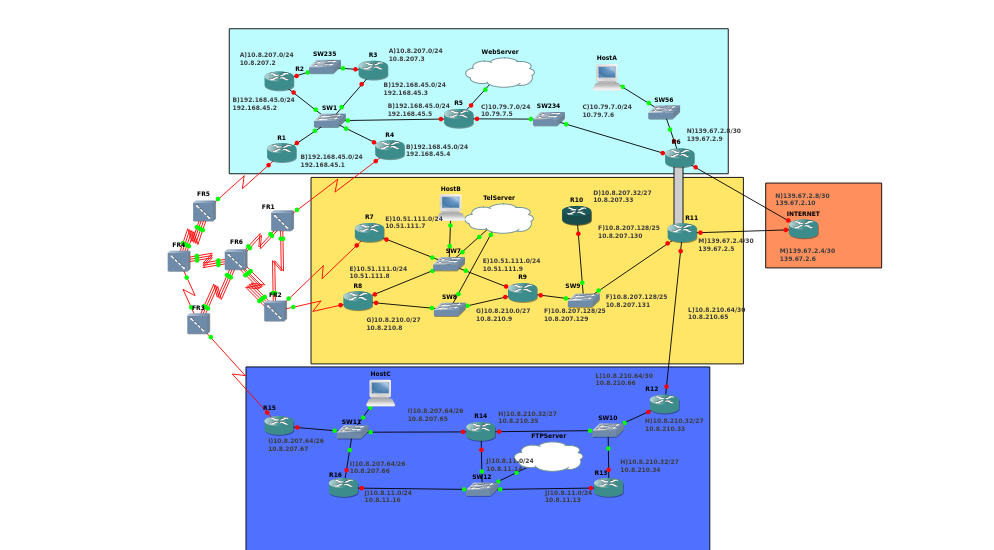 A)10.8.207.0/24
10.8.207.2
SW235
R2
R3
A)10.8.207.0/24
10.8.207.3
B)192.168.45.0/24
192.168.45.3
B)192.168.45.0/24
192.168.45.2
SW1
WebServer
B)192.168.45.0/24
192.168.45.5
R5
C)10.79.7.0/24
10.79.7.5
SW234
HostA
C)10.79.7.0/24
10.79.7.6
SW56
N)139.67.2.8/30
139.67.2.9
R6
R1
B)192.168.45.0/24
192.168.45.1
R4
B)192.168.45.0/24
192.168.45.4
FR5
FR1
FR4
FR6
FR2
FR3
HostB
TelServer
R7
E)10.51.111.0/24
10.51.111.7
SW7
E)10.51.111.0/24
10.51.111.8
E)10.51.111.0/24
10.51.111.9
R8
G)10.8.210.0/27
10.8.210.8
SW8
R9
G)10.8.210.0/27
10.8.210.9
R10
D)10.8.207.32/27
10.8.207.33
F)10.8.207.128/25
10.8.207.130
R11
M)139.67.2.4/30
139.67.2.5
SW9
F)10.8.207.128/25
10.8.207.131
F)10.8.207.128/25
10.8.207.129
L)10.8.210.64/30
10.8.210.65
N)139.67.2.8/30
139.67.2.10
INTERNET
M)139.67.2.4/30
139.67.2.6
HostC
R15
I)10.8.207.64/26
10.8.207.67
I)10.8.207.64/26
10.8.207.65
R14
H)10.8.210.32/27
10.8.210.35
L)10.8.210.64/30
10.8.210.66
R12
H)10.8.210.32/27
10.8.210.33
SW10
FTPServer
I)10.8.207.64/26
10.8.207.66
R16
J)10.8.11.0/24
10.8.11.16
J)10.8.11.0/24
SW12
H)10.8.210.32/27
10.8.210.34
R13
J)10.8.11.0/24
10.8.11.13